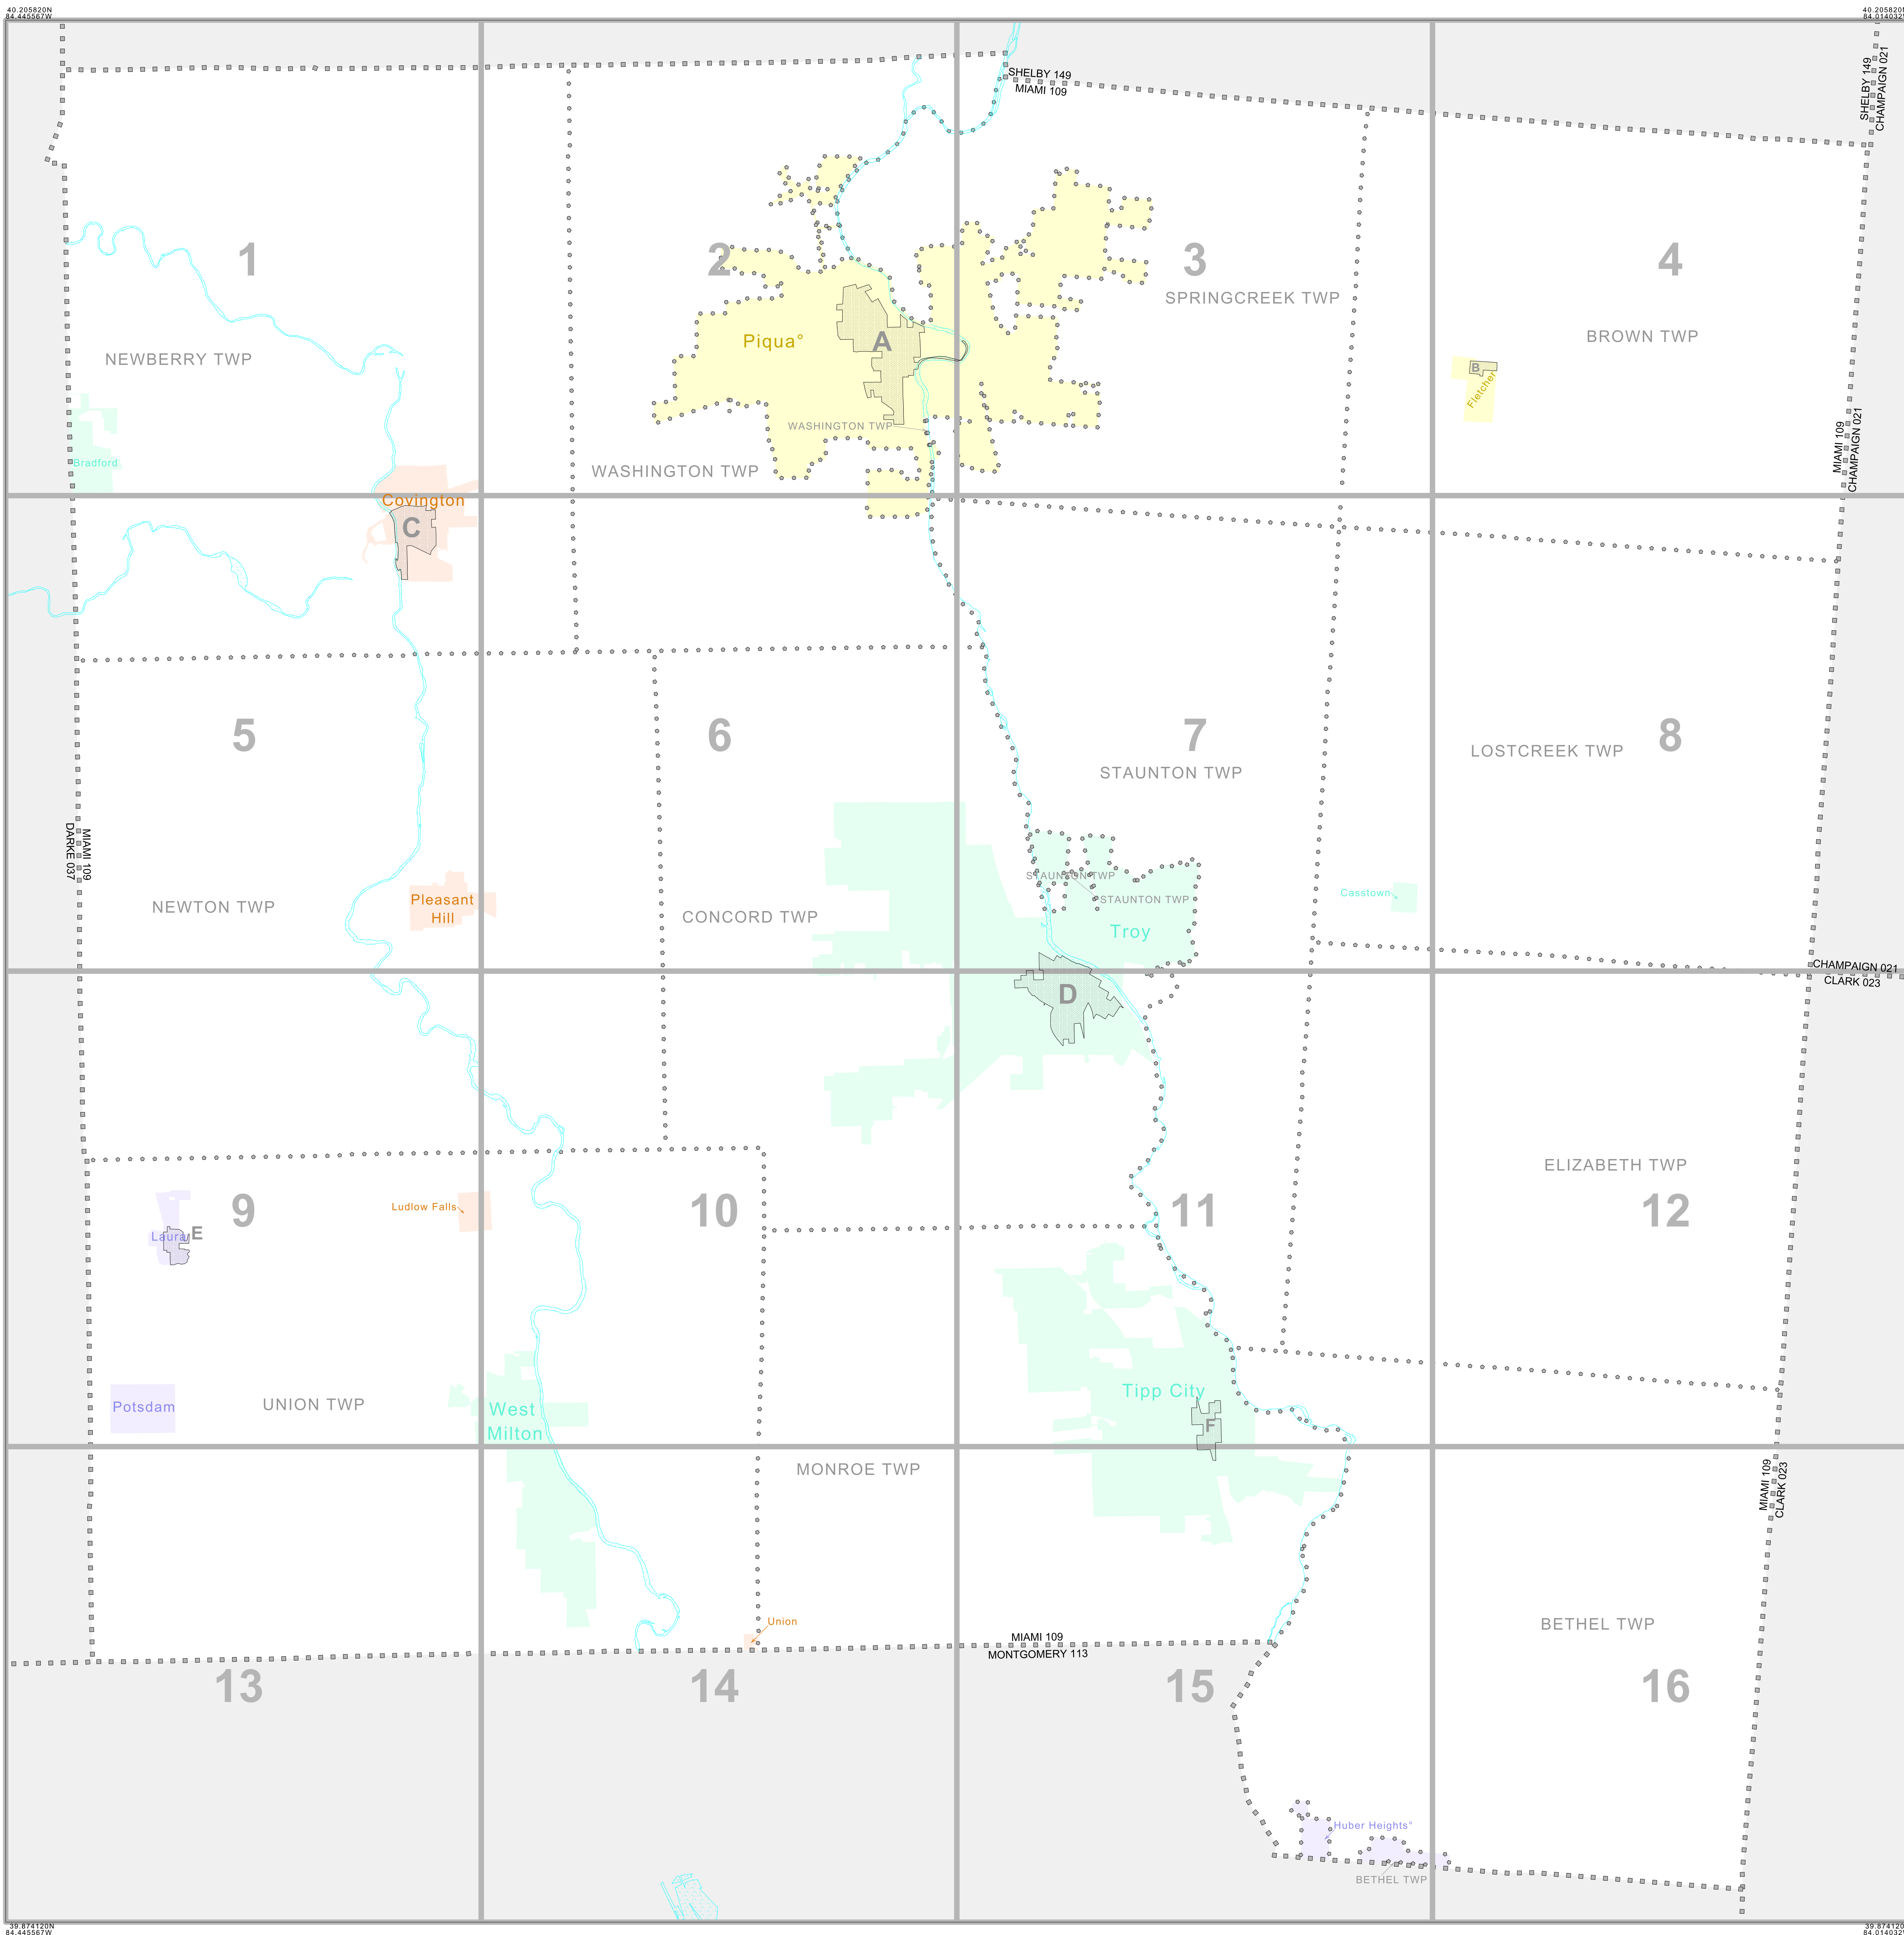 40.205820N
84.445567W
40.205820N
84.014032W
SHELBY 149
MIAMI 109
SHELBY 149
CHAMPAIGN 021
1
2
3
4
SPRINGCREEK TWP
BROWN TWP
NEWBERRY TWP
Piqua°
A
B
Fletcher
WASHINGTON TWP
Bradford
WASHINGTON TWP
MIAMI 109
CHAMPAIGN 021
Covington
C
5
6
7
8
LOSTCREEK TWP
STAUNTON TWP
MIAMI 109
DARKE 037
STAUNTON TWP
STAUNTON TWP
Casstown
Pleasant
Hill
NEWTON TWP
CONCORD TWP
Troy
CHAMPAIGN 021
CLARK 023
D
ELIZABETH TWP
9
10
11
12
Ludlow Falls
Laura
E
Tipp City
F
Potsdam
UNION TWP
West
Milton
MONROE TWP
MIAMI 109
CLARK 023
Union
BETHEL TWP
MIAMI 109
MONTGOMERY 113
13
14
15
16
Huber Heights°
BETHEL TWP
39.874120N
84.445567W
39.874120N
84.014032W